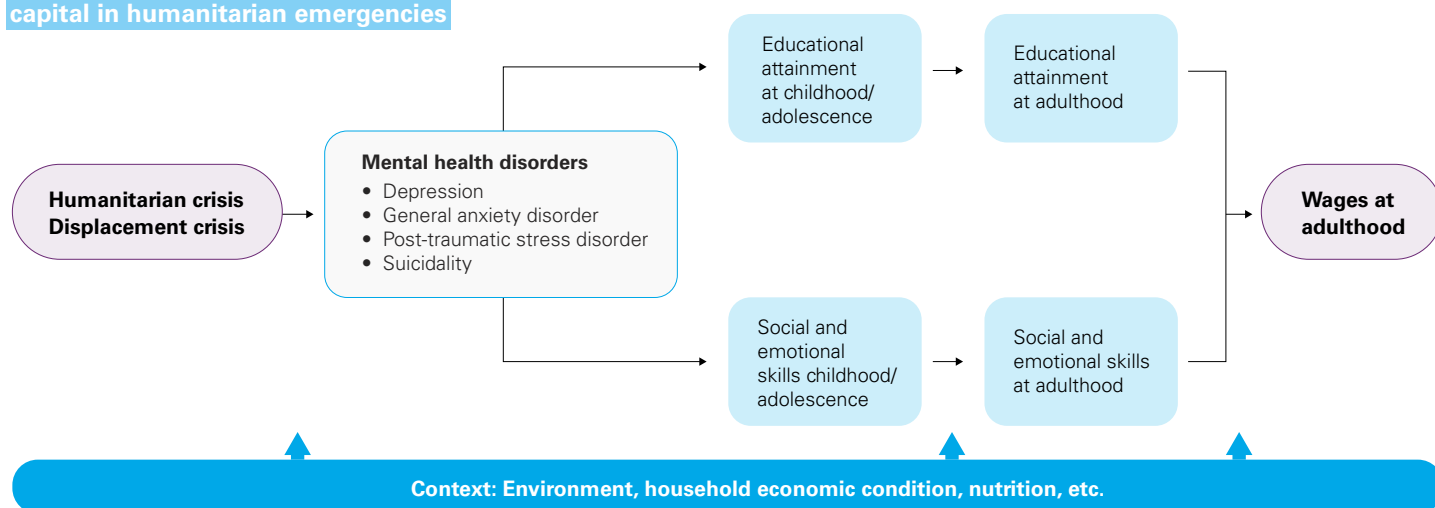 capital in humanitarian emergencies
Humanitarian crisis
Displacement crisis
Mental health disorders
• Depression
• General anxiety disorder
• Post-traumatic stress disorder
• Suicidality
Educational
attainment
at childhood/
adolescence
Educational
attainment
at adulthood
Social and
emotional
skills childhood/
adolescence
Social and
emotional skills
at adulthood
Wages at
adulthood
Context: Environment, household economic condition, nutrition, etc.